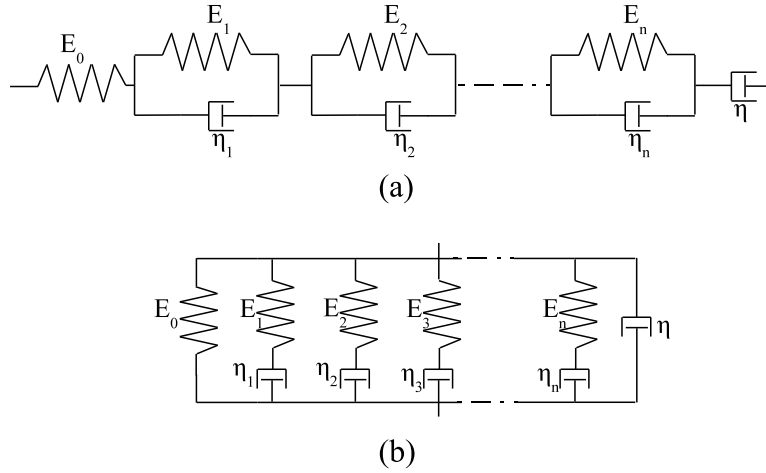 E₀ E₁ E₂ Eₙ
η₁ η₂ ηₙ η
(a)
E₀ E₁ E₂ E₃ Eₙ η
η₁ η₂ η₃ ηₙ
(b)